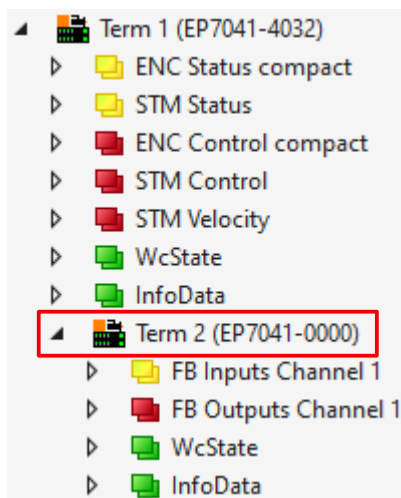 Term 1 (EP7041-4032)
ENC Status compact
STM Status
ENC Control compact
STM Control
STM Velocity
WcState
InfoData
Term 2 (EP7041-0000)
FB Inputs Channel 1
FB Outputs Channel 1
WcState
InfoData